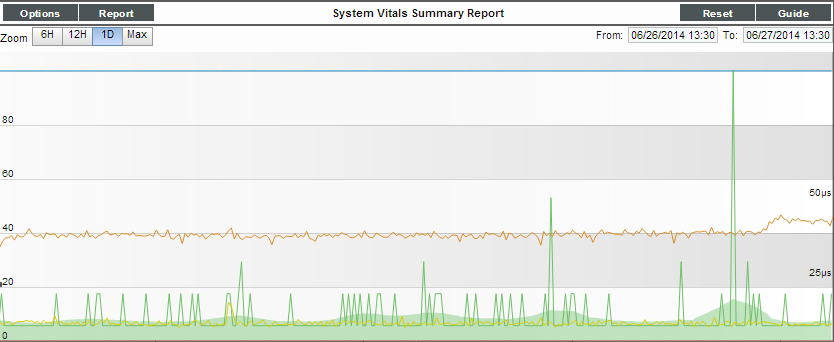 Options Report System Vitals Summary Report Reset Guide
Zoom 6H 12H 1D Max From: 06/26/2014 13:30 To: 06/27/2014 13:30
80
60
50µs
40
25µs
20
0